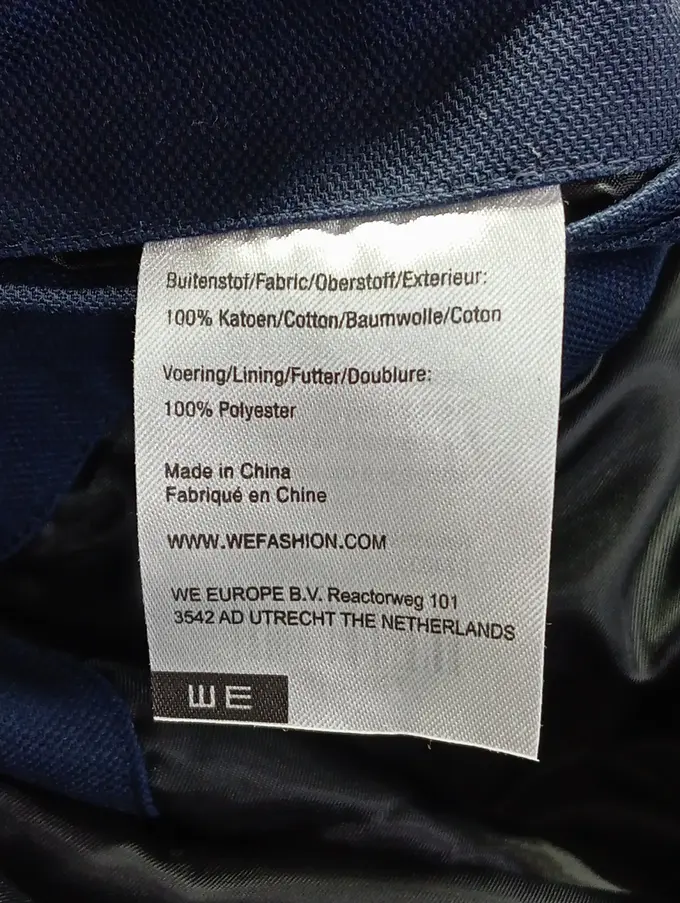 Buitenstof/Fabric/Oberstoff/Exterieur:
100% Katoen/Cotton/Baumwolle/Coton
Voering/Lining/Futter/Doublure:
100% Polyester
Made in China
Fabriqué en Chine
WWW.WEFASHION.COM
WE EUROPE B.V. Reactorweg 101
3542 AD UTRECHT THE NETHERLANDS
WE